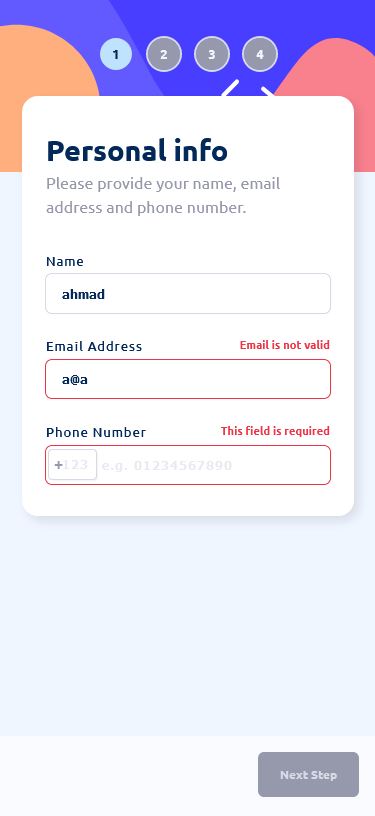 1 2 3 4
Personal info
Please provide your name, email
address and phone number.
Name
ahmad
Email Address Email is not valid
a@a
Phone Number This field is required
+123 e.g. 01234567890
Next Step